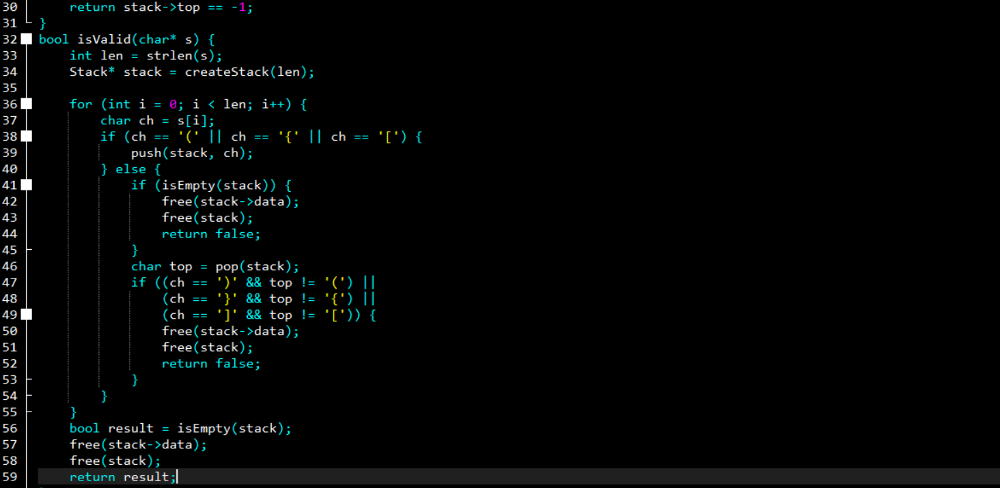 30 return stack->top == -1;
31 }
32 bool isValid(char* s) {
33 int len = strlen(s);
34 Stack* stack = createStack(len);
35
36 for (int i = 0; i < len; i++) {
37 char ch = s[i];
38 if (ch == '(' || ch == '{' || ch == '[') {
39 push(stack, ch);
40 } else {
41 if (isEmpty(stack)) {
42 free(stack->data);
43 free(stack);
44 return false;
45 }
46 char top = pop(stack);
47 if ((ch == ')' && top != '(') ||
48 (ch == '}' && top != '{') ||
49 (ch == ']' && top != '[')) {
50 free(stack->data);
51 free(stack);
52 return false;
53 }
54 }
55 }
56 bool result = isEmpty(stack);
57 free(stack->data);
58 free(stack);
59 return result;